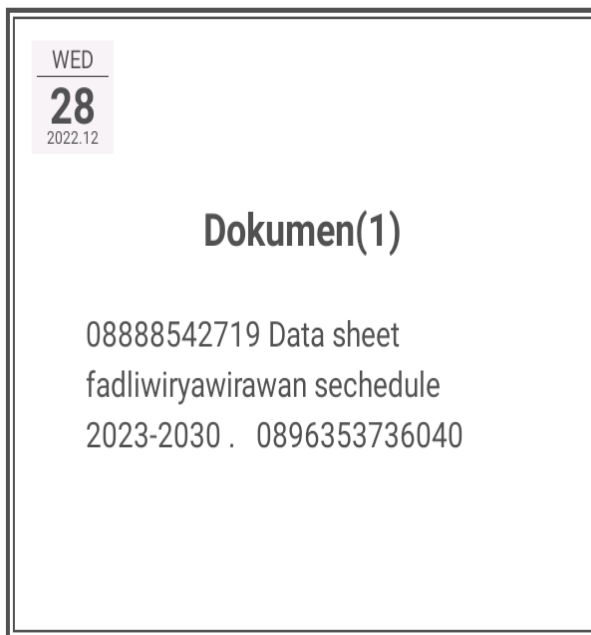 WED
28
2022.12
Dokumen(1)
08888542719 Data sheet
fadliwiryawirawan sechedule
2023-2030 .   0896353736040